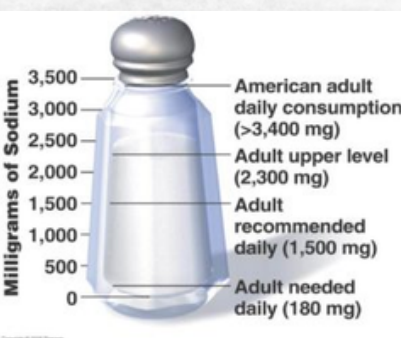 Milligrams of Sodium
3,500
3,000
2,500
2,000
1,500
1,000
500
0
American adult
daily consumption
(>3,400 mg)
Adult upper level
(2,300 mg)
Adult
recommended
daily (1,500 mg)
Adult needed
daily (180 mg)